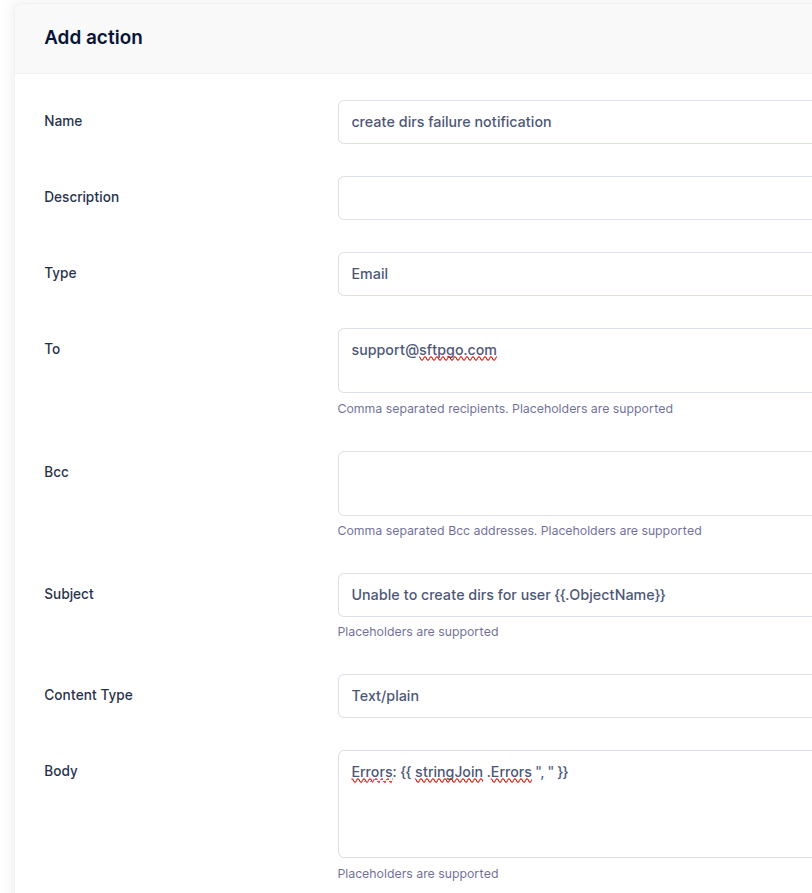 Add action
Name
create dirs failure notification
Description
Type
Email
To
support@sftpgo.com
Comma separated recipients. Placeholders are supported
Bcc
Comma separated Bcc addresses. Placeholders are supported
Subject
Unable to create dirs for user {{.ObjectName}}
Placeholders are supported
Content Type
Text/plain
Body
Errors: {{ stringJoin .Errors ", " }}
Placeholders are supported